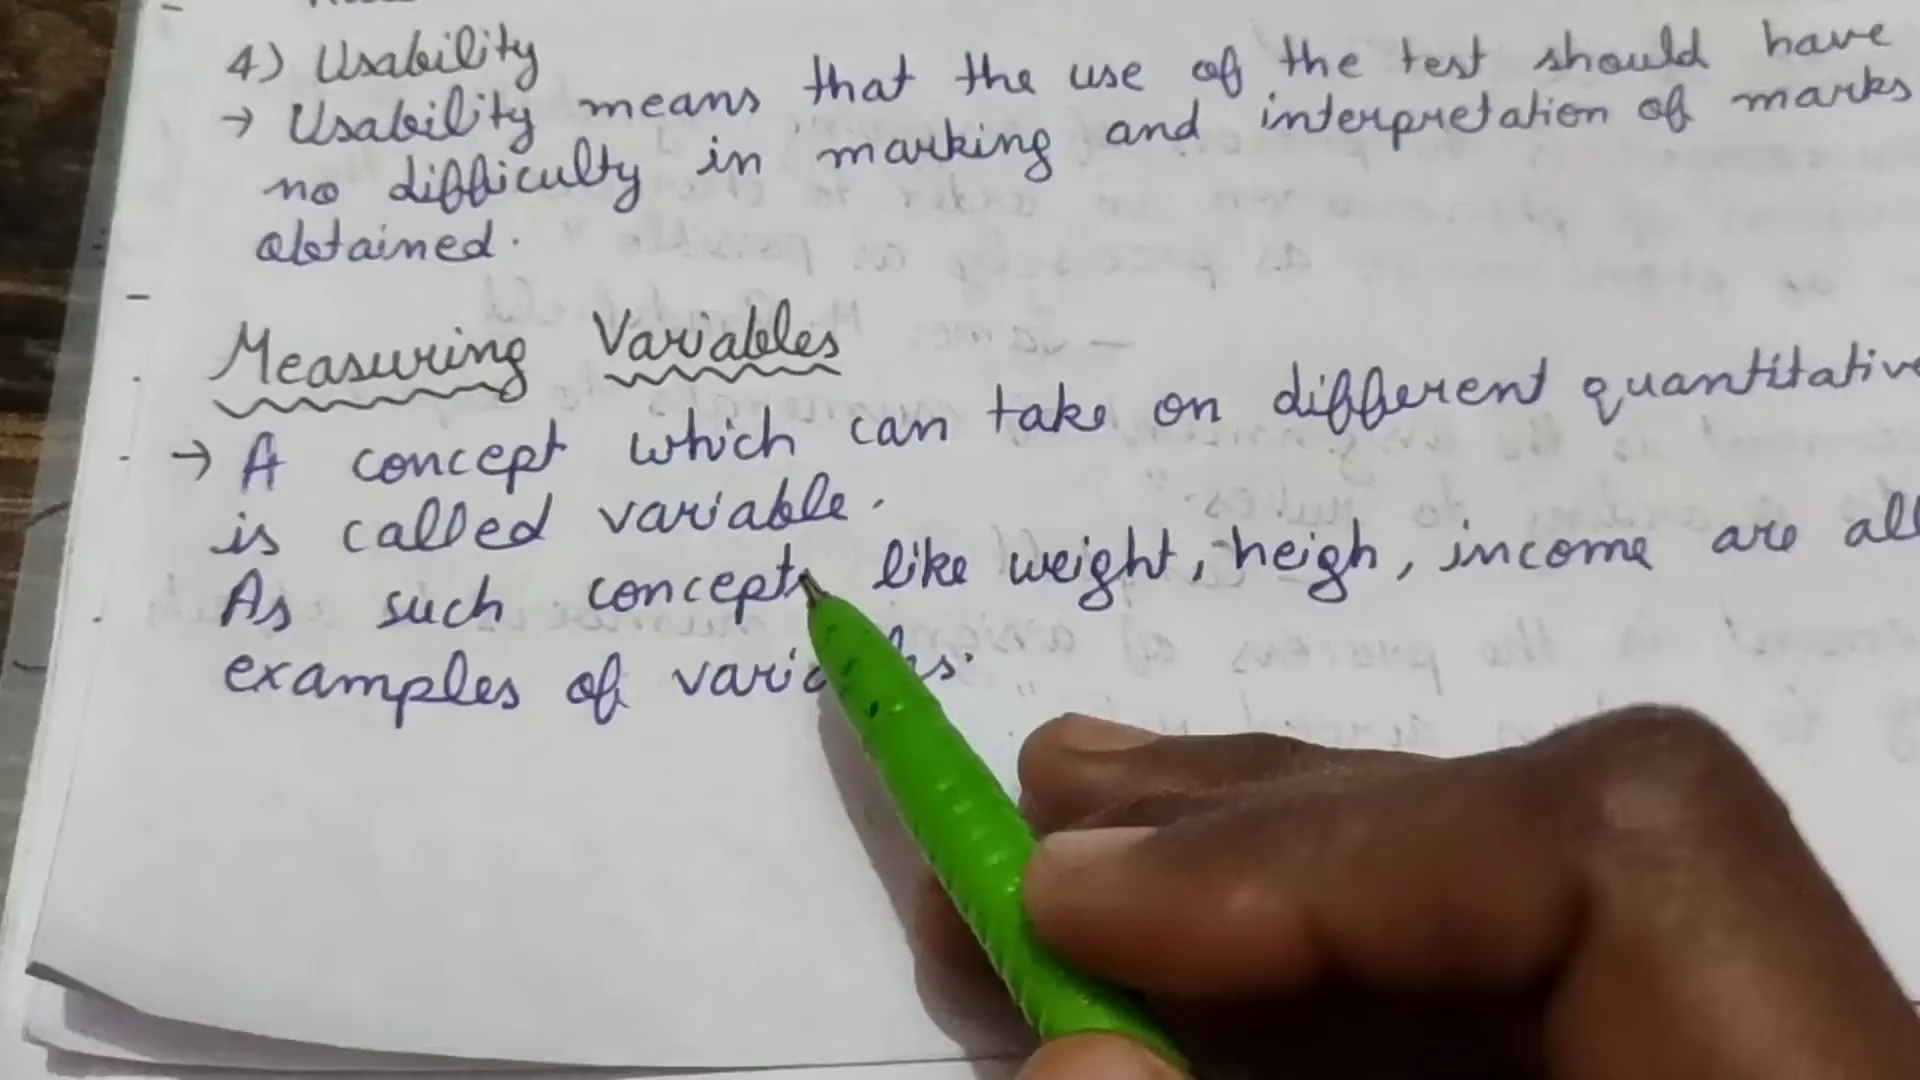 4) Usability
→ Usability means that the use of the test should have
no difficulty in marking and interpretation of marks
obtained.
Measuring Variables
→ A concept which can take on different quantitative
is called variable.
As such concepts like weight, heigh, income are all
examples of